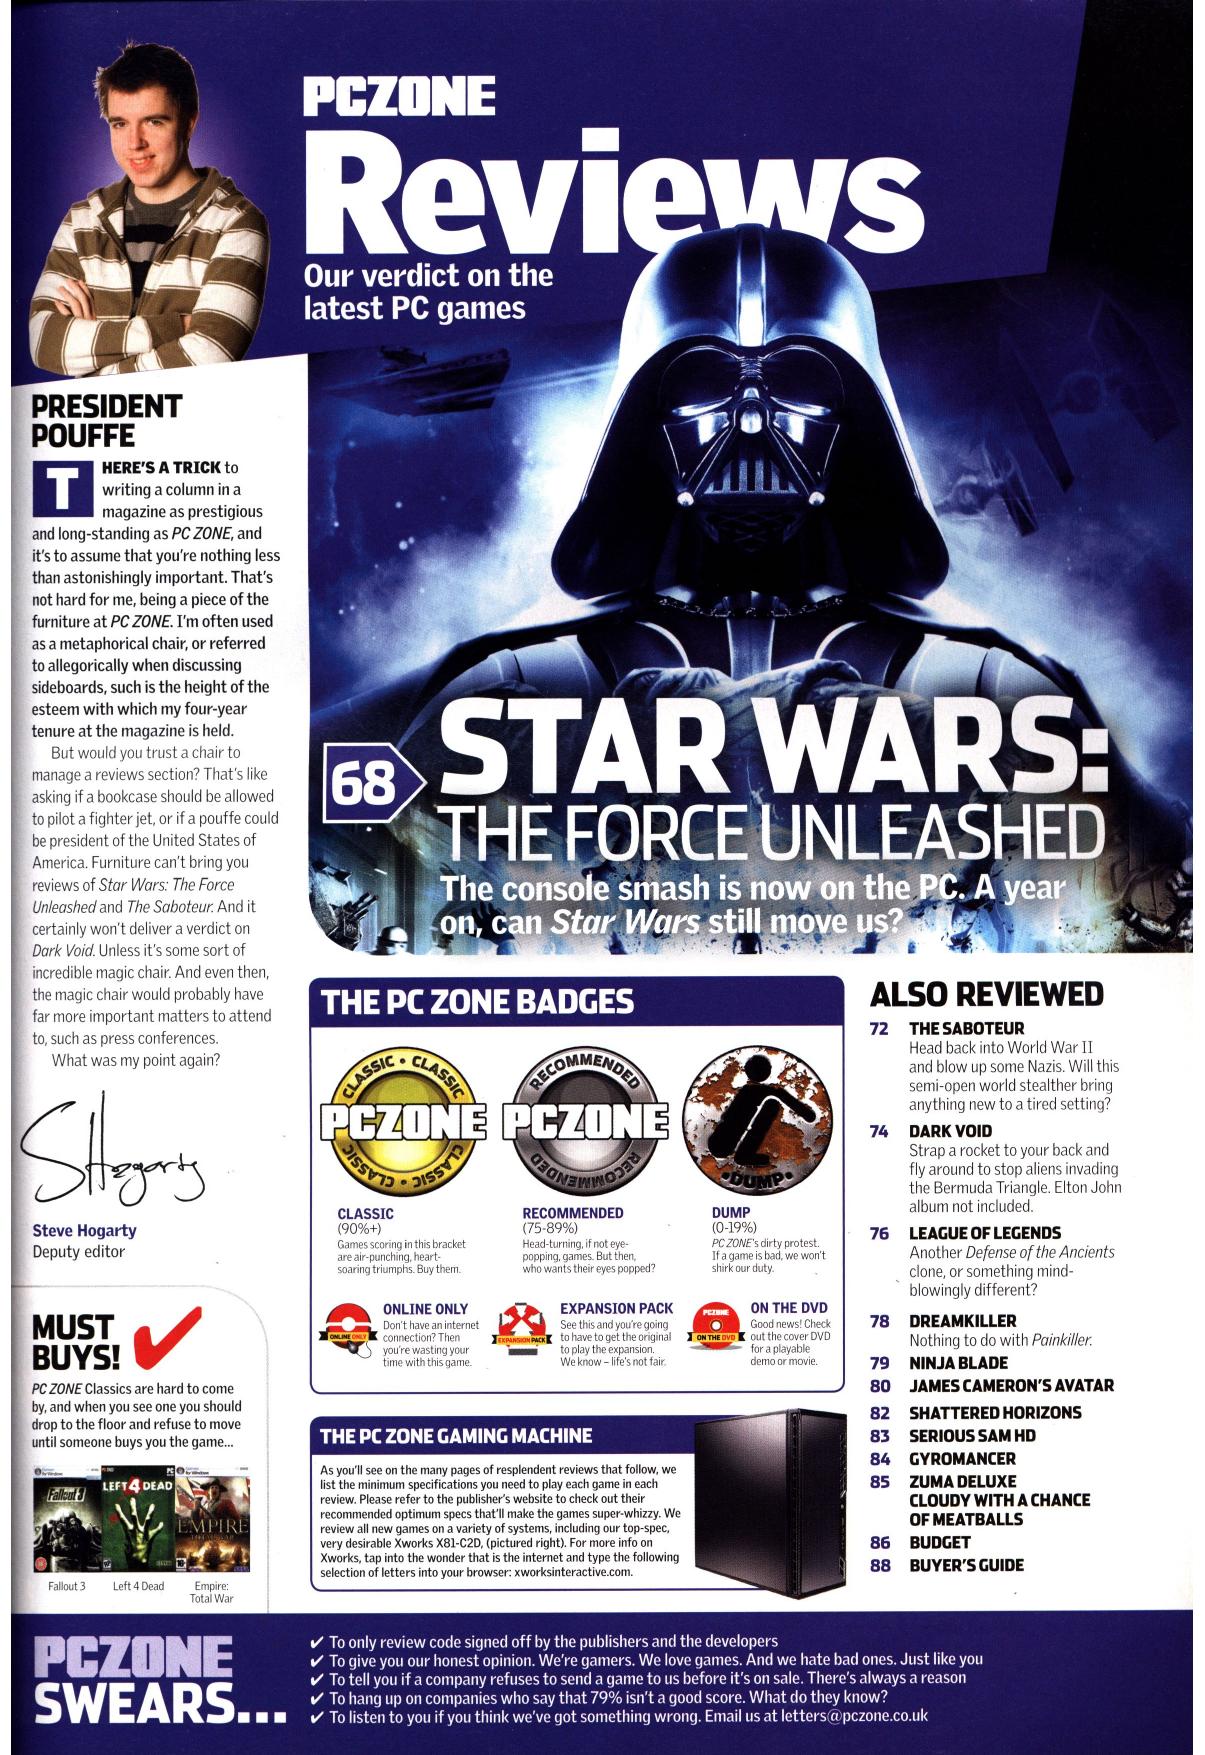 PCZONE
Reviews
Our verdict on the
latest PC games
PRESIDENT
POUFFE
THERE'S A TRICK to
writing a column in a
magazine as prestigious
and long-standing as PC ZONE, and
it's to assume that you're nothing less
than astonishingly important. That's
not hard for me, being a piece of the
furniture at PC ZONE. I'm often used
as a metaphorical chair, or referred
to allegorically when discussing
sideboards, such is the height of the
esteem with which my four-year
tenure at the magazine is held.
But would you trust a chair to
manage a reviews section? That's like
asking if a bookcase should be allowed
to pilot a fighter jet, or if a pouffe could
be president of the United States of
America. Furniture can't bring you
reviews of Star Wars: The Force
Unleashed and The Saboteur. And it
certainly won't deliver a verdict on
Dark Void. Unless it's some sort of
incredible magic chair. And even then,
the magic chair would probably have
far more important matters to attend
to, such as press conferences.
What was my point again?
SHogarty
Steve Hogarty
Deputy editor
MUST
BUYS!
PC ZONE Classics are hard to come
by, and when you see one you should
drop to the floor and refuse to move
until someone buys you the game...
Fallout 3
LEFT 4 DEAD
EMPIRE
TOTAL WAR
Fallout 3
Left 4 Dead
Empire:
Total War
68
STAR WARS:
THE FORCE UNLEASHED
The console smash is now on the PC. A year
on, can Star Wars still move us?
THE PC ZONE BADGES
CLASSIC • CLASSIC
PCZONE
CLASSIC • CLASSIC
RECOMMENDED
PCZONE
RECOMMENDED
•DUMP•
CLASSIC
(90%+)
Games scoring in this bracket
are air-punching, heart-
soaring triumphs. Buy them.
RECOMMENDED
(75-89%)
Head-turning, if not eye-
popping, games. But then,
who wants their eyes popped?
DUMP
(0-19%)
PC ZONE's dirty protest.
If a game is bad, we won't
shirk our duty.
ONLINE ONLY
ONLINE ONLY
Don't have an internet
connection? Then
you're wasting your
time with this game.
EXPANSION PACK
EXPANSION PACK
See this and you're going
to have to get the original
to play the expansion.
We know – life's not fair.
PCZONE
ON THE DVD
ON THE DVD
Good news! Check
out the cover DVD
for a playable
demo or movie.
THE PC ZONE GAMING MACHINE
As you'll see on the many pages of resplendent reviews that follow, we
list the minimum specifications you need to play each game in each
review. Please refer to the publisher's website to check out their
recommended optimum specs that'll make the games super-whizzy. We
review all new games on a variety of systems, including our top-spec,
very desirable Xworks X81-C2D, (pictured right). For more info on
Xworks, tap into the wonder that is the internet and type the following
selection of letters into your browser: xworksinteractive.com.
ALSO REVIEWED
72 THE SABOTEUR
Head back into World War II
and blow up some Nazis. Will this
semi-open world stealther bring
anything new to a tired setting?
74 DARK VOID
Strap a rocket to your back and
fly around to stop aliens invading
the Bermuda Triangle. Elton John
album not included.
76 LEAGUE OF LEGENDS
Another Defense of the Ancients
clone, or something mind-
blowingly different?
78 DREAMKILLER
Nothing to do with Painkiller.
79 NINJA BLADE
80 JAMES CAMERON'S AVATAR
82 SHATTERED HORIZONS
83 SERIOUS SAM HD
84 GYROMANCER
85 ZUMA DELUXE
CLOUDY WITH A CHANCE
OF MEATBALLS
86 BUDGET
88 BUYER'S GUIDE
PCZONE
SWEARS...
✔ To only review code signed off by the publishers and the developers
✔ To give you our honest opinion. We're gamers. We love games. And we hate bad ones. Just like you
✔ To tell you if a company refuses to send a game to us before it's on sale. There's always a reason
✔ To hang up on companies who say that 79% isn't a good score. What do they know?
✔ To listen to you if you think we've got something wrong. Email us at letters@pczone.co.uk